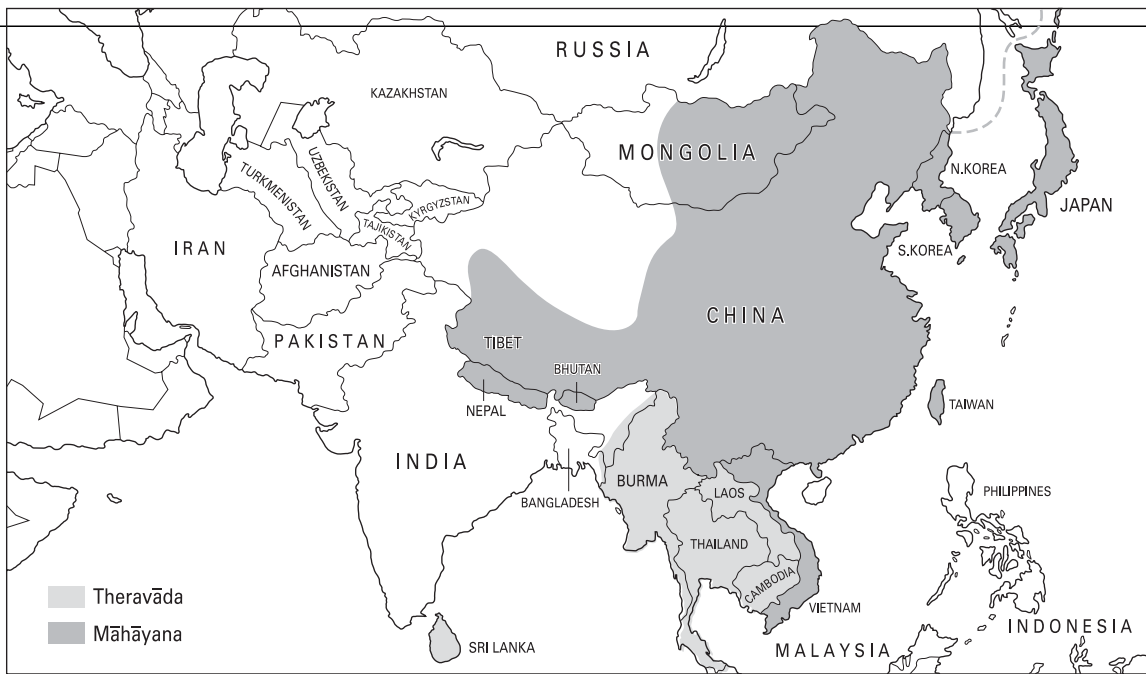 RUSSIA
KAZAKHSTAN
MONGOLIA
UZBEKISTAN
TURKMENISTAN
KYRGYZSTAN
TAJIKISTAN
N.KOREA
JAPAN
S.KOREA
IRAN
AFGHANISTAN
PAKISTAN
CHINA
TIBET
BHUTAN
NEPAL
TAIWAN
INDIA
BURMA
LAOS
BANGLADESH
PHILIPPINES
THAILAND
CAMBODIA
VIETNAM
Theravāda
Māhāyana
SRI LANKA
MALAYSIA
INDONESIA